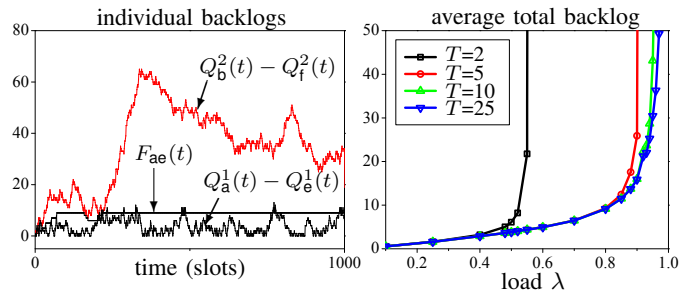 individual backlogs
80
60
40
20
0
0
1000
time (slots)
Q_b^2(t) − Q_f^2(t)
F_ae(t)
Q_a^1(t) − Q_e^1(t)
average total backlog
50
40
30
20
10
0
0.2
0.4
0.6
0.8
1.0
load λ
T=2
T=5
T=10
T=25